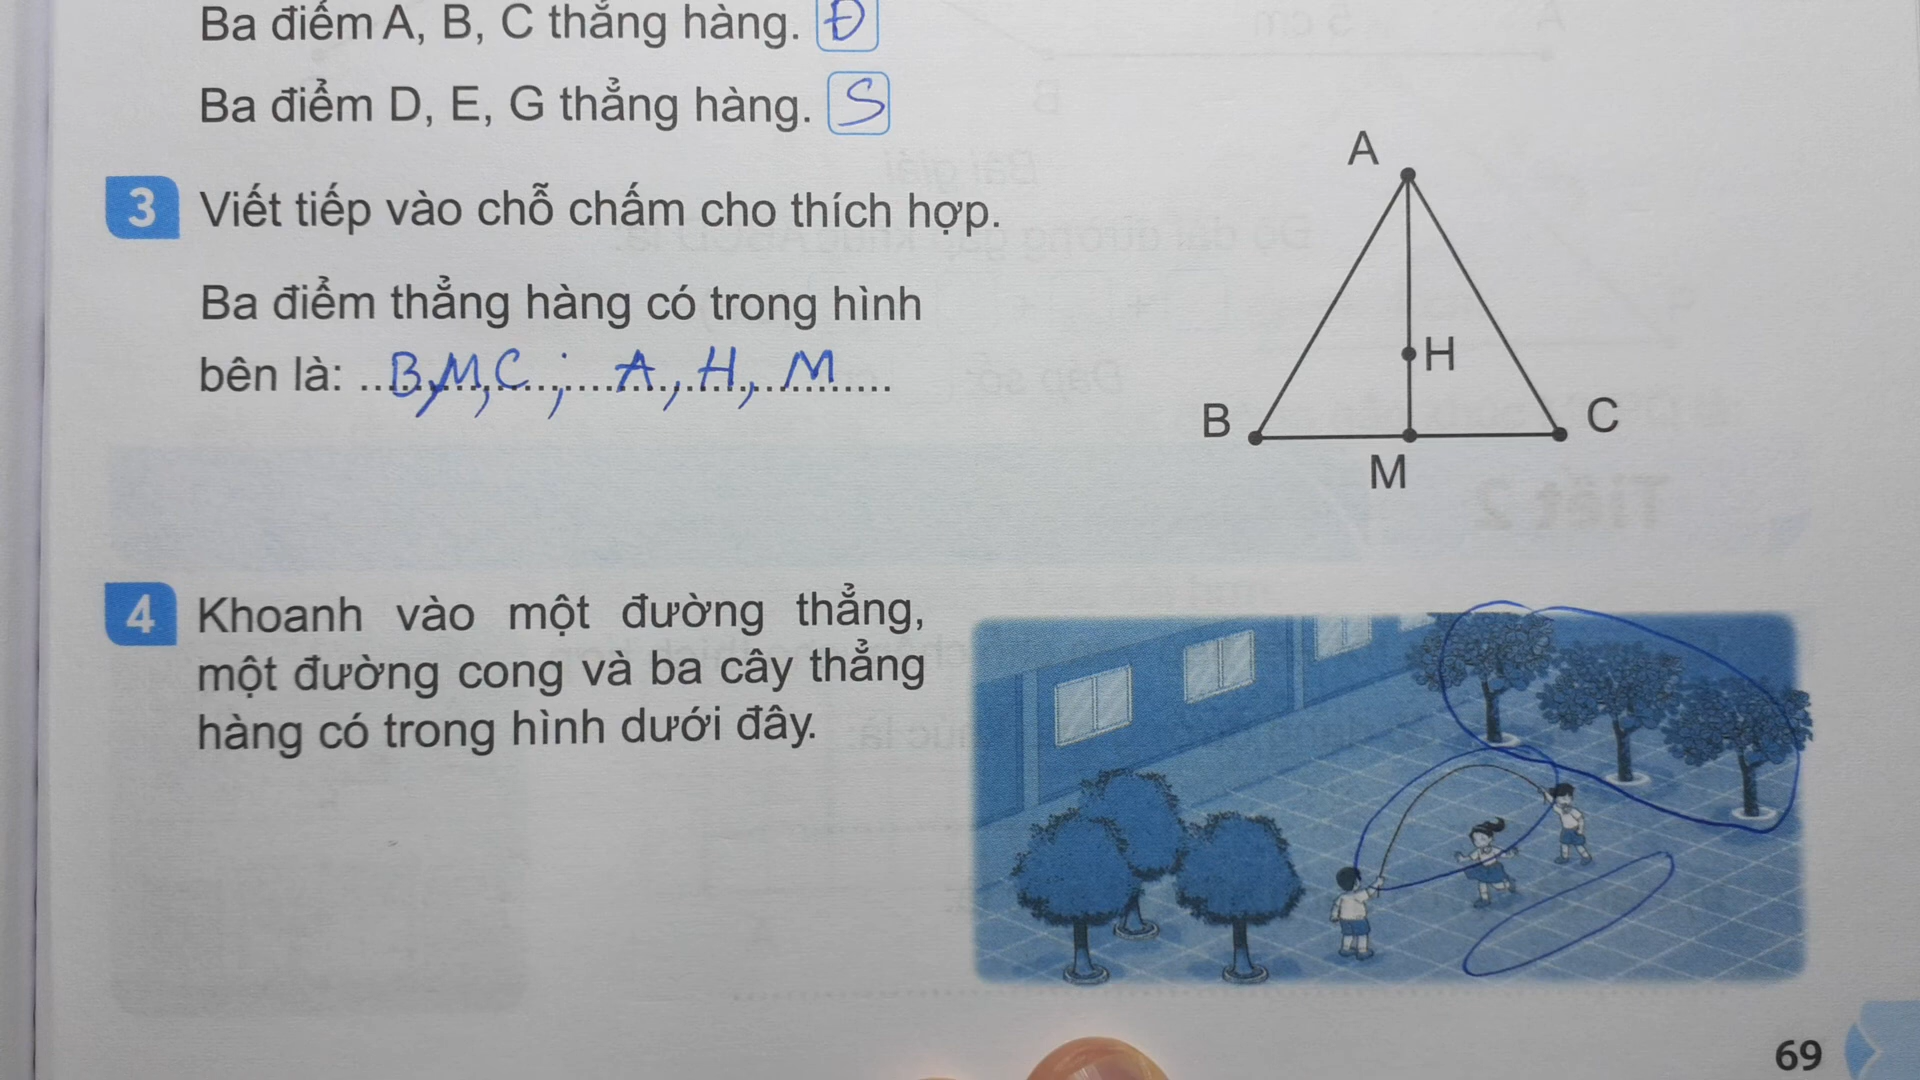 Ba điểm A, B, C thẳng hàng. Đ
Ba điểm D, E, G thẳng hàng. S
3 Viết tiếp vào chỗ chấm cho thích hợp.
Ba điểm thẳng hàng có trong hình
bên là: B, M, C; A, H, M
A
H
B
C
M
4 Khoanh vào một đường thẳng,
một đường cong và ba cây thẳng
hàng có trong hình dưới đây.
69